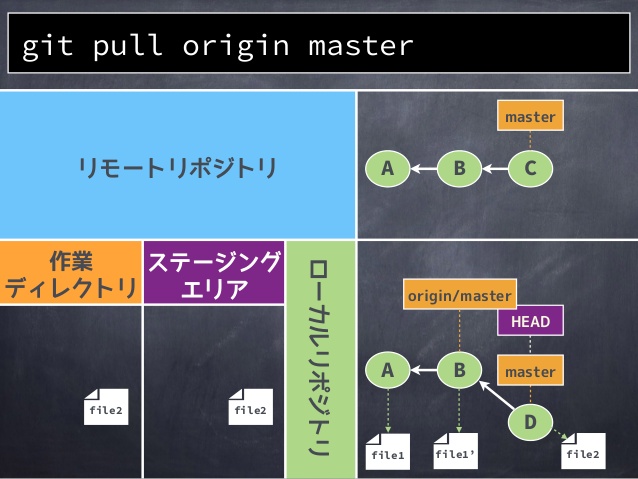 git pull origin master
リモートリポジトリ
master
A
B
C
作業
ディレクトリ
ステージング
エリア
ローカルリポジトリ
file2
file2
origin/master
HEAD
A
B
master
D
file1
file1’
file2